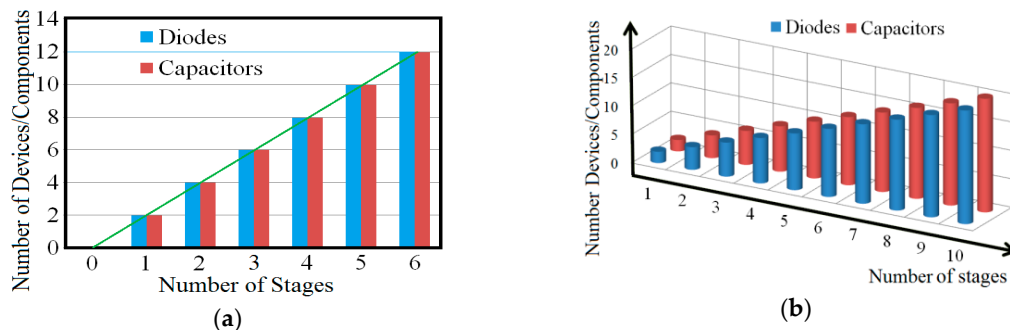 14
12
10
8
6
4
2
0
Number of Devices/Components
Diodes
Capacitors
0 1 2 3 4 5 6
Number of Stages
(a)
Diodes Capacitors
Number Devices/Components
20
15
10
5
0
1 2 3 4 5 6 7 8 9 10
Number of stages
(b)